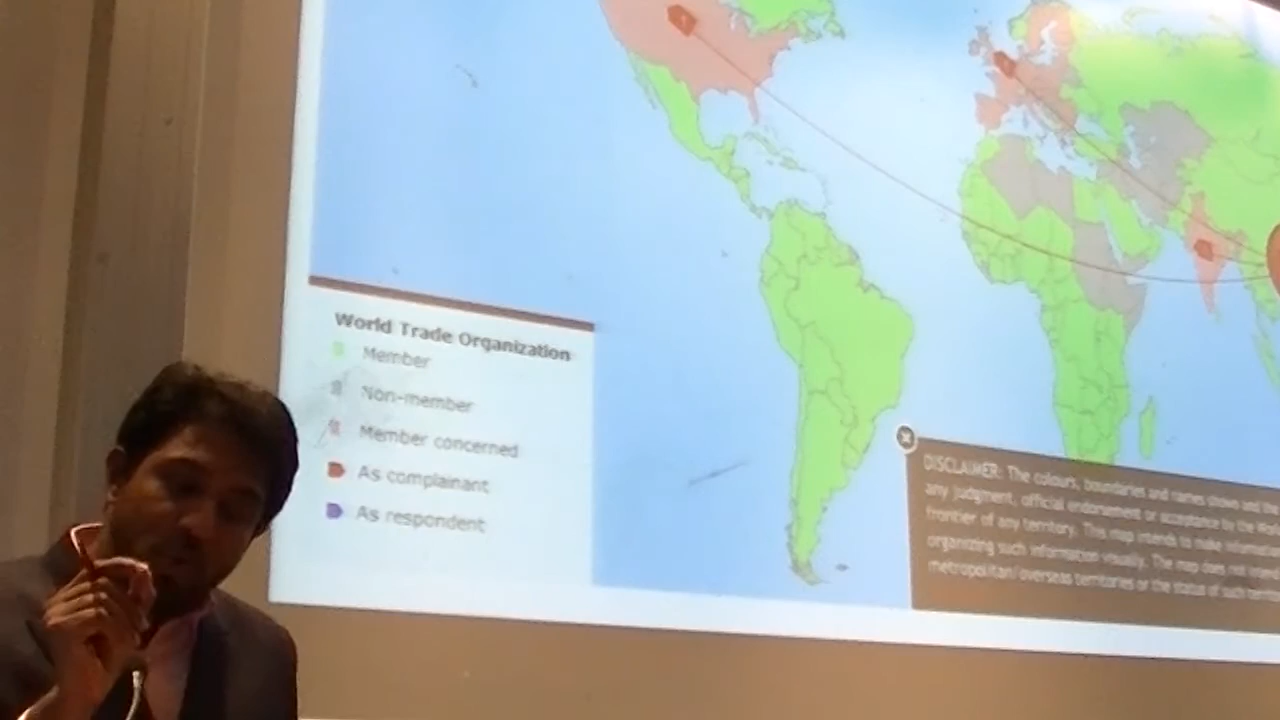 World Trade Organization
Member
Non-member
Member concerned
As complainant
As respondent
DISCLAIMER: The colours, boundaries and names shown and the
any judgment, official endorsement or acceptance by the Worl
frontier of any territory. This map intends to make
organizing such information visually. The map does not
metropolitan/overseas territories or the status of such